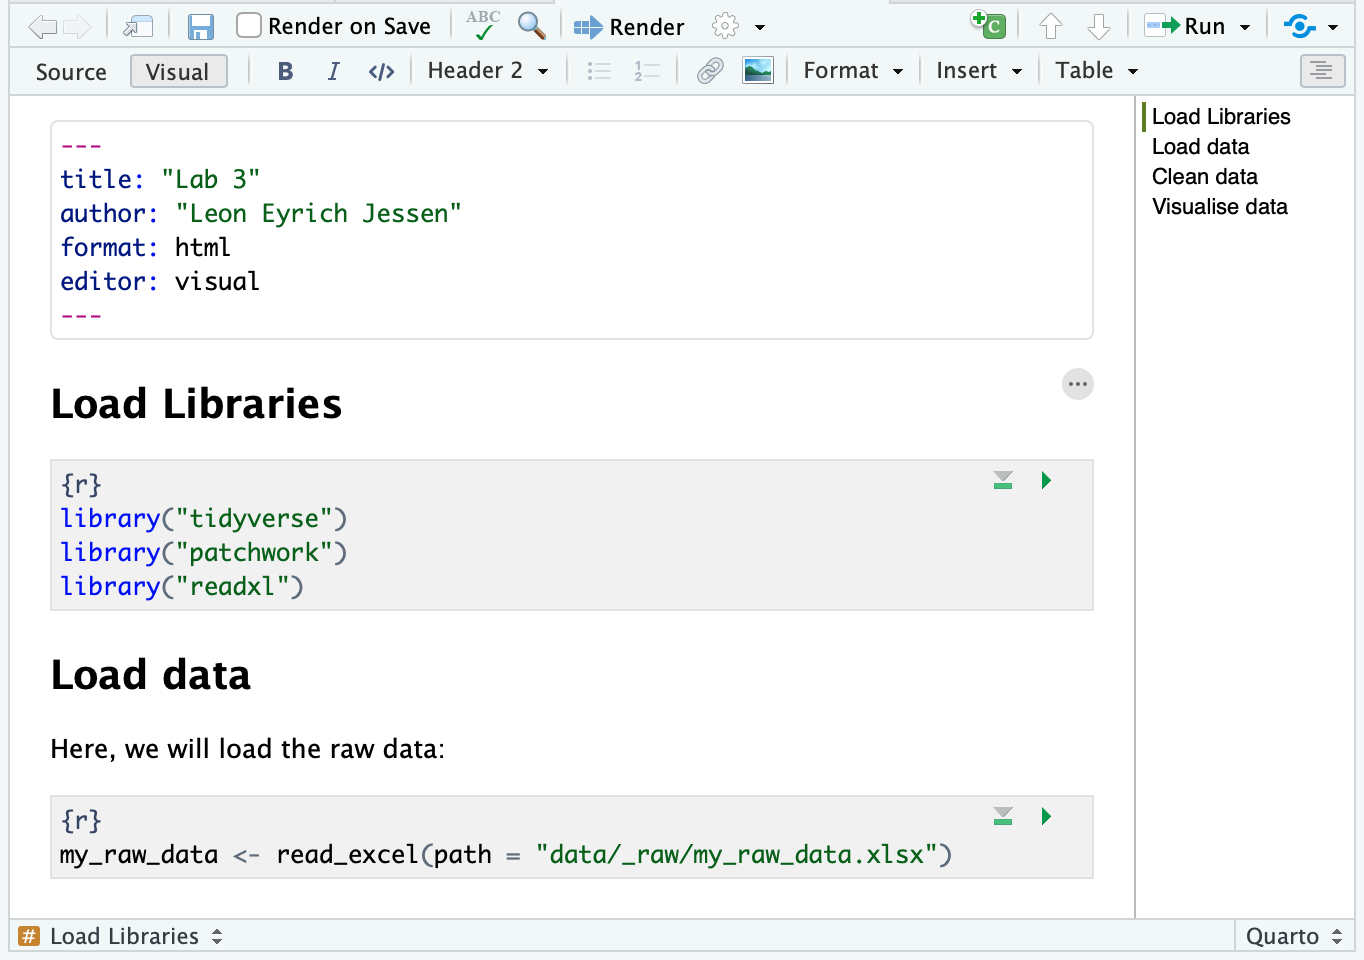 Render on Save ABC Render C Run
Source Visual B I </> Header 2 Format Insert Table
---
title: "Lab 3"
author: "Leon Eyrich Jessen"
format: html
editor: visual
---
Load Libraries
{r}
library("tidyverse")
library("patchwork")
library("readxl")
Load data
Here, we will load the raw data:
{r}
my_raw_data <- read_excel(path = "data/_raw/my_raw_data.xlsx")
Load Libraries
Load data
Clean data
Visualise data
# Load Libraries Quarto